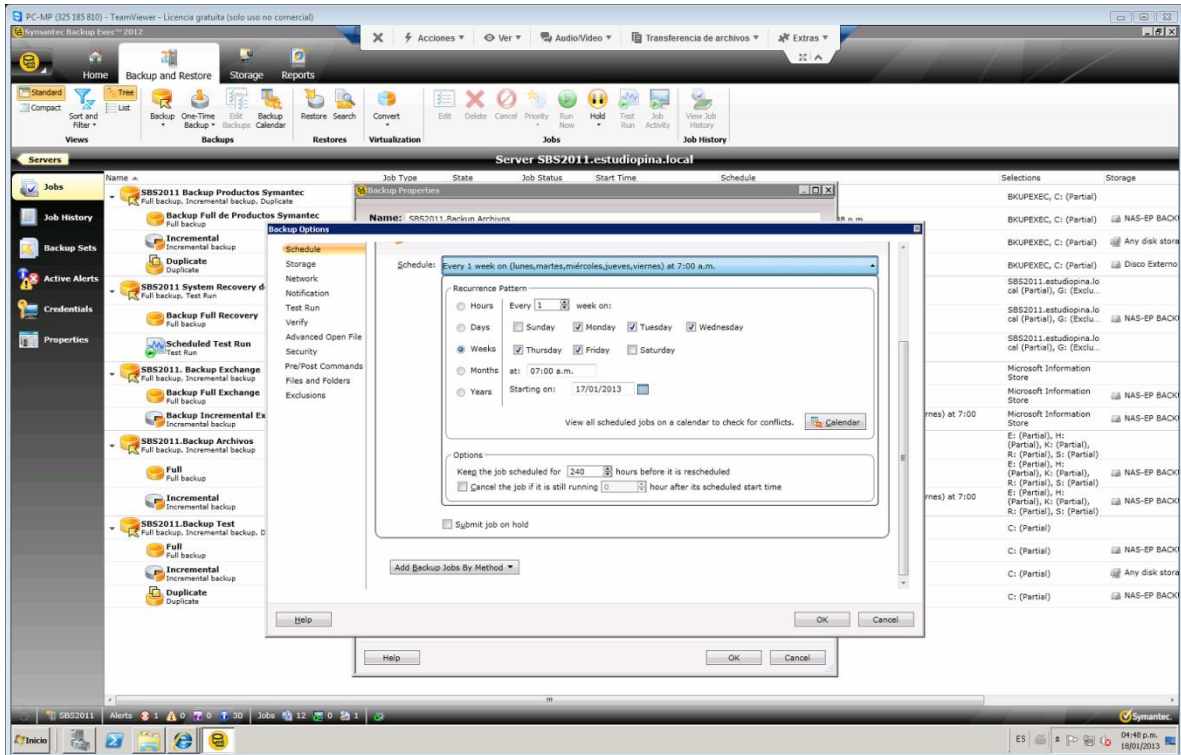 PC-MP (325 185 810) - TeamViewer - Licencia gratuita (solo uso no comercial)
Symantec Backup Exec™ 2012
Acciones
Ver
Audio/Video
Transferencia de archivos
Extras
Home
Backup and Restore
Storage
Reports
Standard
Compact
Sort and Filter
Tree
List
Views
Backup
One-Time Backup
Edit Backups
Backup Calendar
Backups
Restore
Search
Restores
Convert
Virtualization
Edit
Delete
Cancel
Priority
Run Now
Hold
Test Run
Job Activity
Jobs
View Job History
Job History
Servers
Server SBS2011.estudiopina.local
Jobs
Job History
Backup Sets
Active Alerts
Credentials
Properties
Name
Job Type
State
Job Status
Start Time
Schedule
Selections
Storage
SBS2011 Backup Productos Symantec
Full backup, Incremental backup, Duplicate
BKUPEXEC, C: (Partial)
Backup Full de Productos Symantec
Full backup
BKUPEXEC, C: (Partial)
NAS-EP BACK
Incremental
Incremental backup
BKUPEXEC, C: (Partial)
Any disk stora
Duplicate
Duplicate
BKUPEXEC, C: (Partial)
Disco Externo
SBS2011 System Recovery d
Full backup, Test Run
SBS2011.estudiopina.lo
cal (Partial), G: (Exclu...
Backup Full Recovery
Full backup
SBS2011.estudiopina.lo
cal (Partial), G: (Exclu...
NAS-EP BACK
Scheduled Test Run
Test Run
SBS2011.estudiopina.lo
cal (Partial), G: (Exclu...
SBS2011. Backup Exchange
Full backup, Incremental backup
Microsoft Information
Store
Backup Full Exchange
Full backup
Microsoft Information
Store
NAS-EP BACK
Backup Incremental Ex
Incremental backup
rnes) at 7:00
Microsoft Information
Store
NAS-EP BACK
SBS2011.Backup Archivos
Full backup, Incremental backup
E: (Partial), H:
(Partial), K: (Partial),
R: (Partial), S: (Partial)
Full
Full backup
E: (Partial), H:
(Partial), K: (Partial),
R: (Partial), S: (Partial)
NAS-EP BACK
Incremental
Incremental backup
rnes) at 7:00
E: (Partial), H:
(Partial), K: (Partial),
R: (Partial), S: (Partial)
NAS-EP BACK
SBS2011.Backup Test
Full backup, Incremental backup, D
C: (Partial)
Full
Full backup
C: (Partial)
NAS-EP BACK
Incremental
Incremental backup
C: (Partial)
Any disk stora
Duplicate
Duplicate
C: (Partial)
NAS-EP BACK
Backup Properties
Name: SBS2011.Backup Archivos
Backup Options
Schedule
Storage
Network
Notification
Test Run
Verify
Advanced Open File
Security
Pre/Post Commands
Files and Folders
Exclusions
Schedule: Every 1 week on (lunes,martes,miércoles,jueves,viernes) at 7:00 a.m.
Recurrence Pattern
Hours
Days
Weeks
Months
Years
Every 1 week on:
Sunday Monday Tuesday Wednesday
Thursday Friday Saturday
at: 07:00 a.m.
Starting on: 17/01/2013
View all scheduled jobs on a calendar to check for conflicts.
Calendar
Options
Keep the job scheduled for 240 hours before it is rescheduled
Cancel the job if it is still running 0 hour after its scheduled start time
Submit job on hold
Add Backup Jobs By Method
Help
OK
Cancel
Help
OK
Cancel
SBS2011 Alerts 1 0 0 30 Jobs 12 0 1
Symantec.
Inicio
ES
04:48 p.m.
18/01/2013